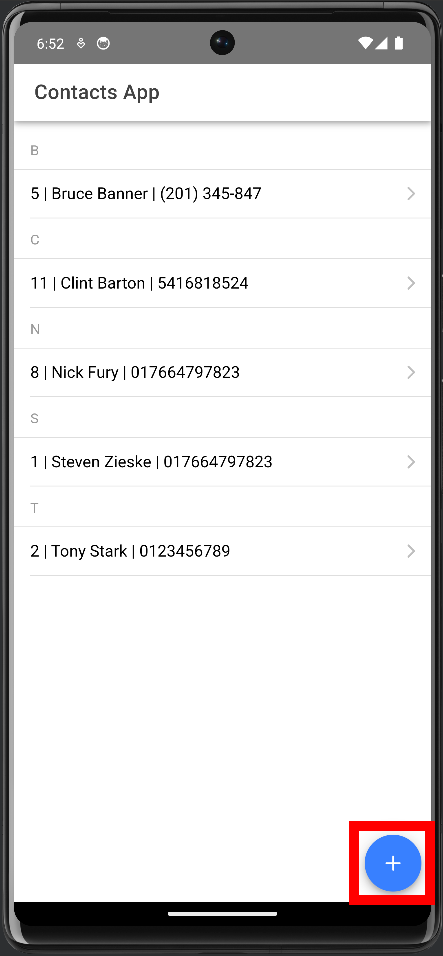 6:52
Contacts App
B
5 | Bruce Banner | (201) 345-847
C
11 | Clint Barton | 5416818524
N
8 | Nick Fury | 017664797823
S
1 | Steven Zieske | 017664797823
T
2 | Tony Stark | 0123456789
+